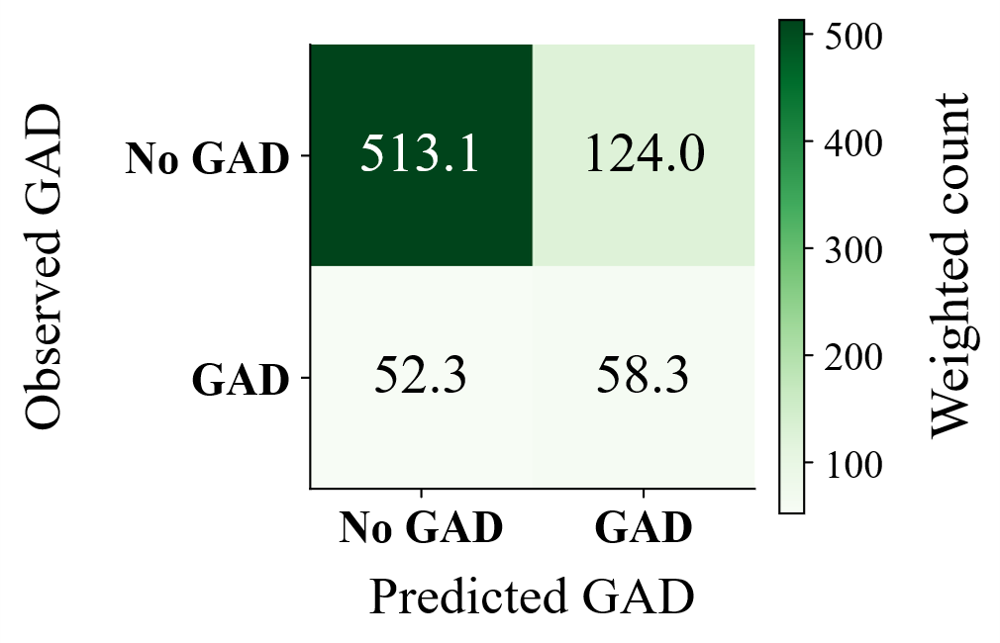 Observed GAD
No GAD
GAD
513.1
124.0
52.3
58.3
No GAD
GAD
Predicted GAD
500
400
300
200
100
Weighted count